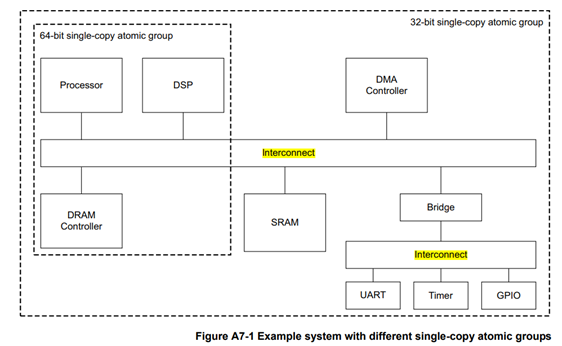 32-bit single-copy atomic group
64-bit single-copy atomic group
Processor
DSP
DMA
Controller
Interconnect
DRAM
Controller
SRAM
Bridge
Interconnect
UART
Timer
GPIO
Figure A7-1 Example system with different single-copy atomic groups